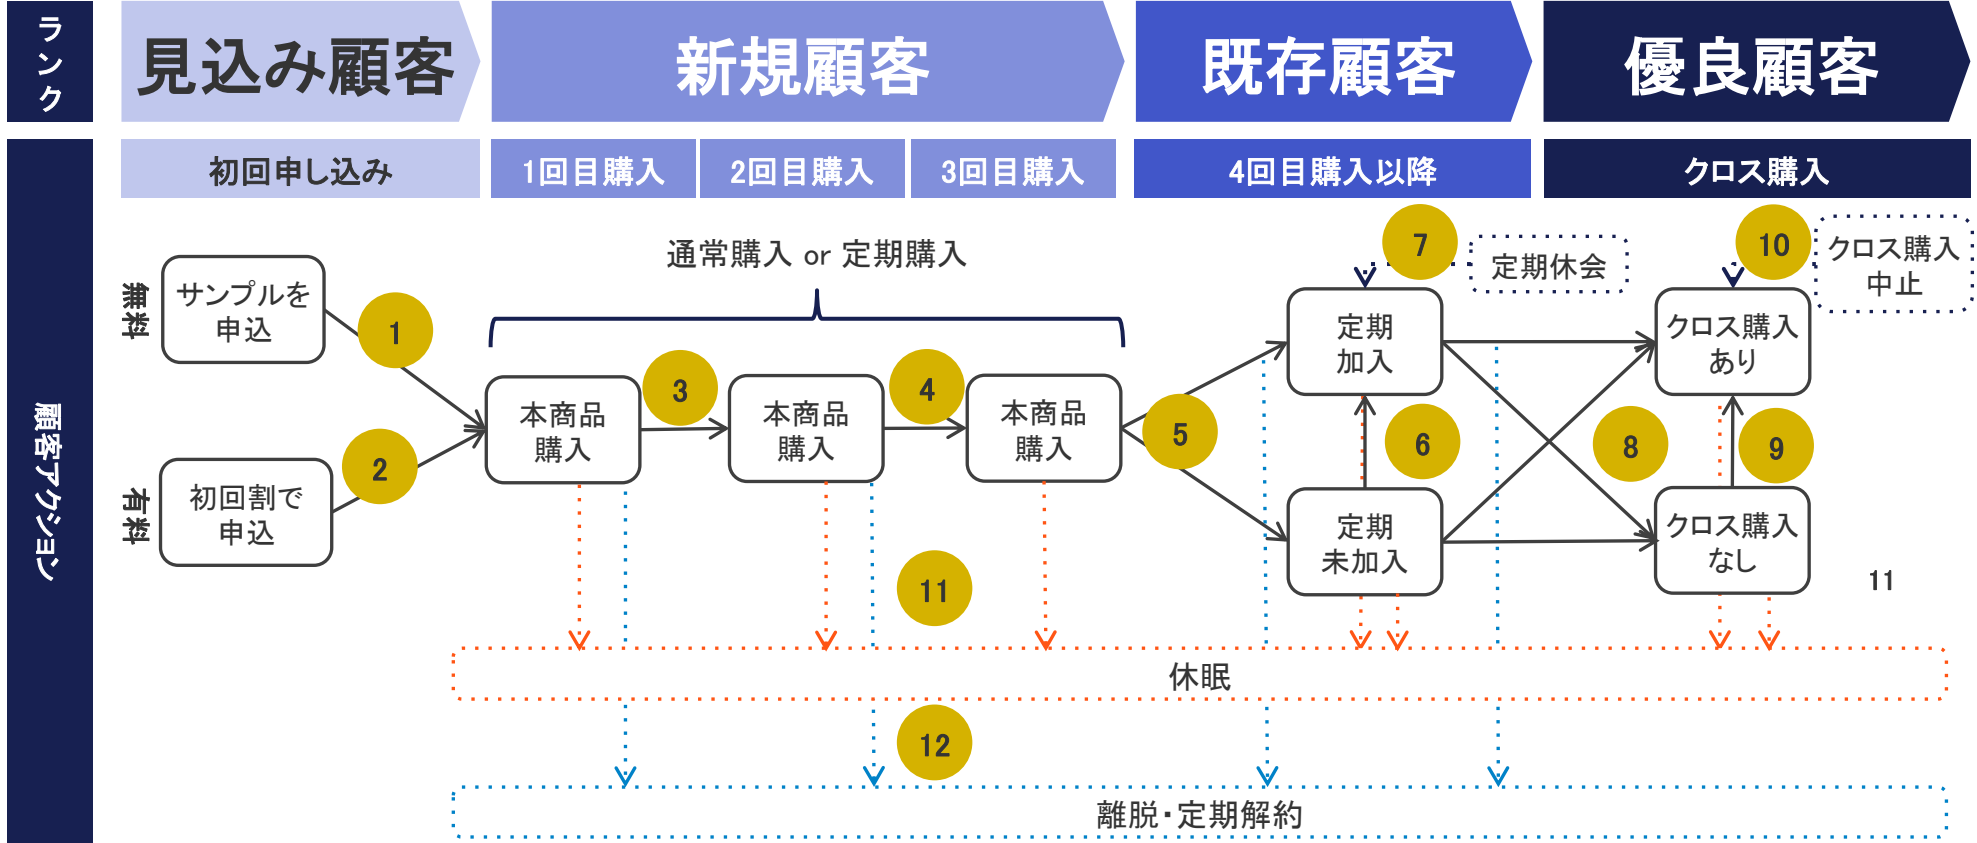 ランク
見込み顧客
新規顧客
既存顧客
優良顧客
顧客アクション
初回申し込み
1回目購入
2回目購入
3回目購入
4回目購入以降
クロス購入
無料
サンプルを
申込
1
有料
初回割で
申込
2
通常購入 or 定期購入
本商品
購入
3
本商品
購入
4
本商品
購入
5
定期
加入
6
定期
未加入
7
定期休会
8
クロス購入
あり
9
クロス購入
なし
10
クロス購入
中止
11
11
休眠
12
離脱・定期解約